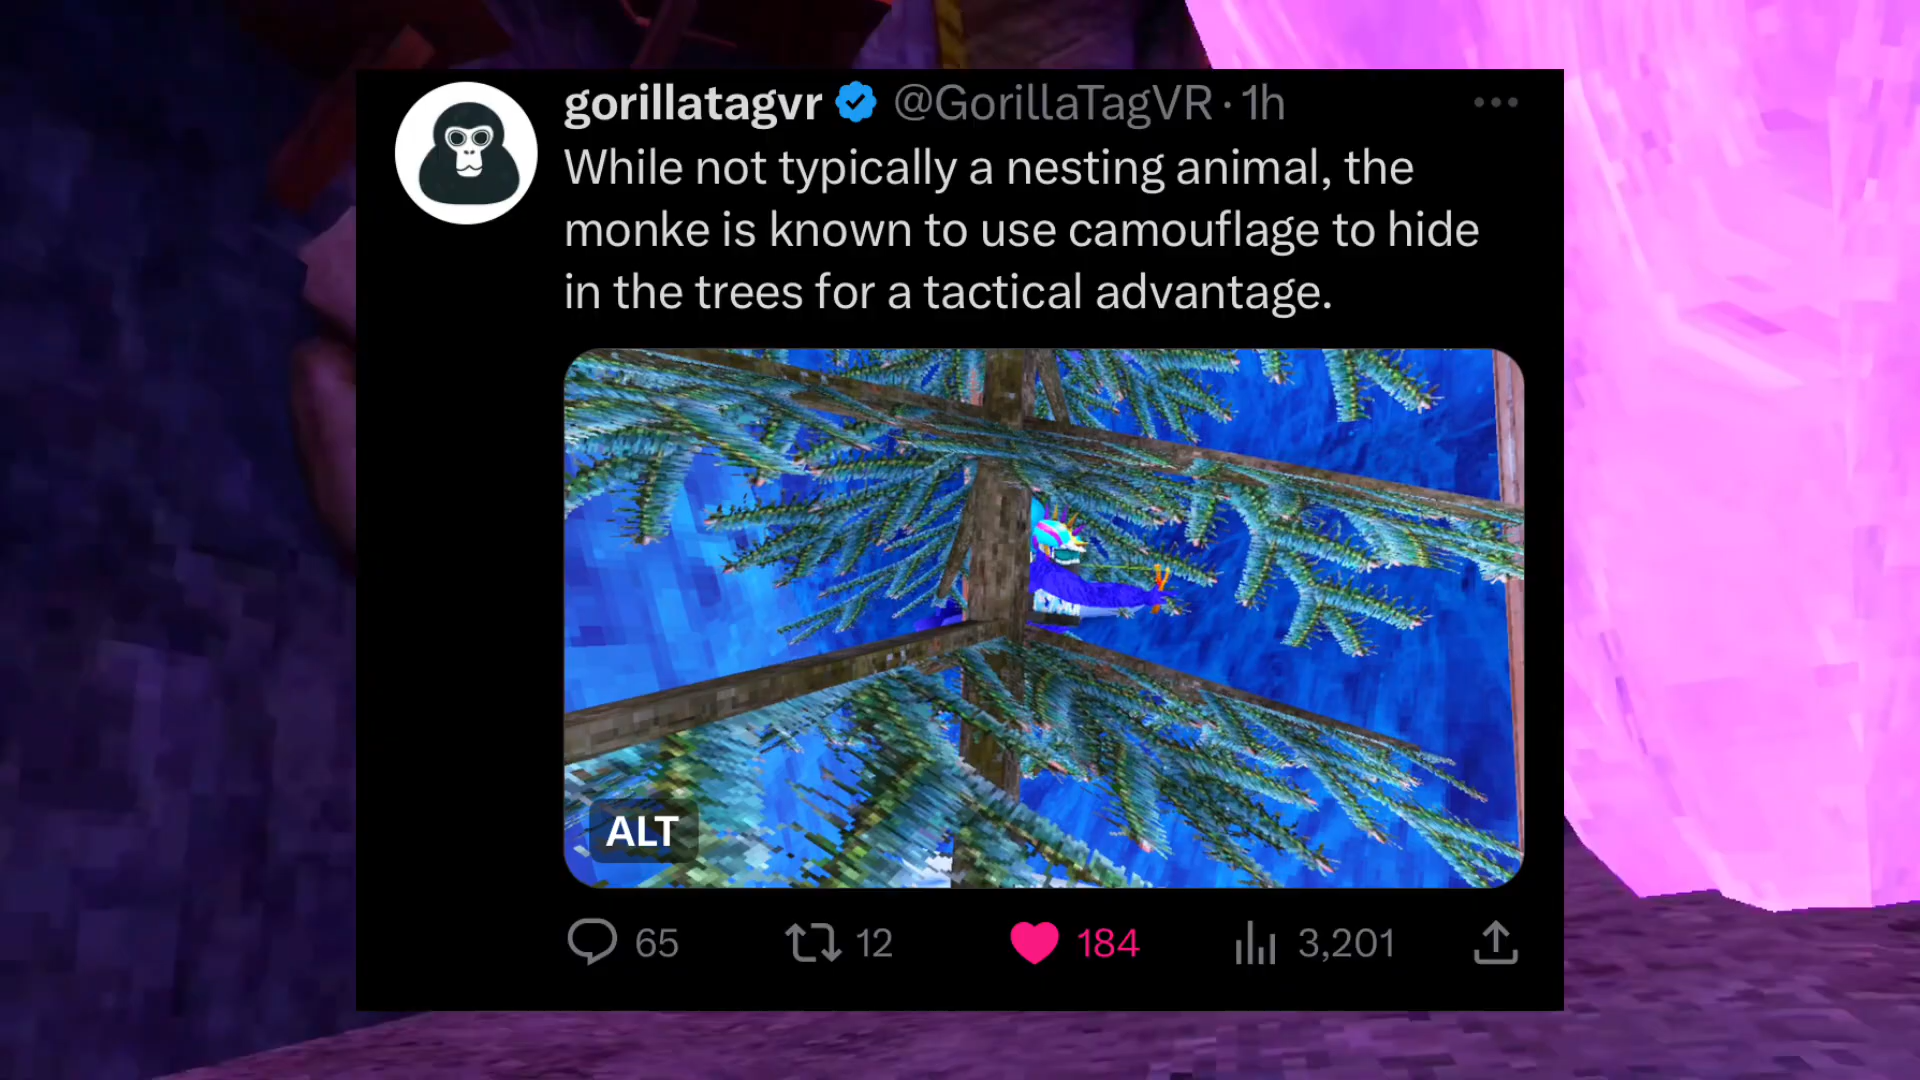 gorillatagvr @GorillaTagVR · 1h
While not typically a nesting animal, the
monke is known to use camouflage to hide
in the trees for a tactical advantage.
ALT
65 12 184 3,201